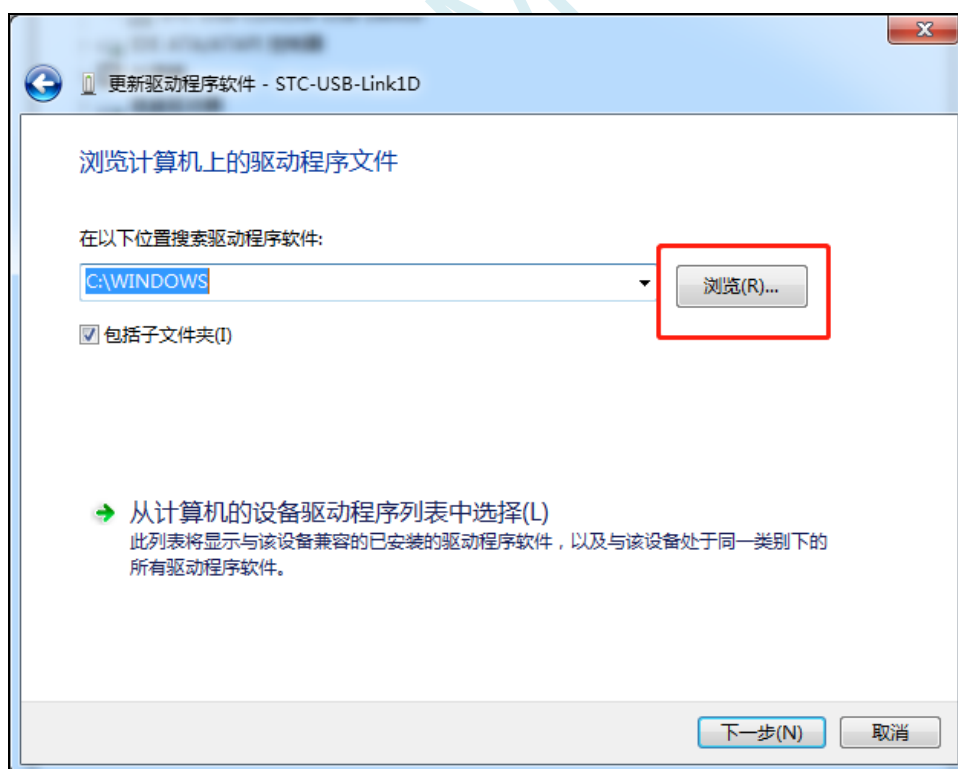 更新驱动程序软件 - STC-USB-Link1D
浏览计算机上的驱动程序文件
在以下位置搜索驱动程序软件:
C:\WINDOWS
浏览(R)...
包括子文件夹(I)
从计算机的设备驱动程序列表中选择(L)
此列表将显示与该设备兼容的已安装的驱动程序软件，以及与该设备处于同一类别下的
所有驱动程序软件。
下一步(N)
取消